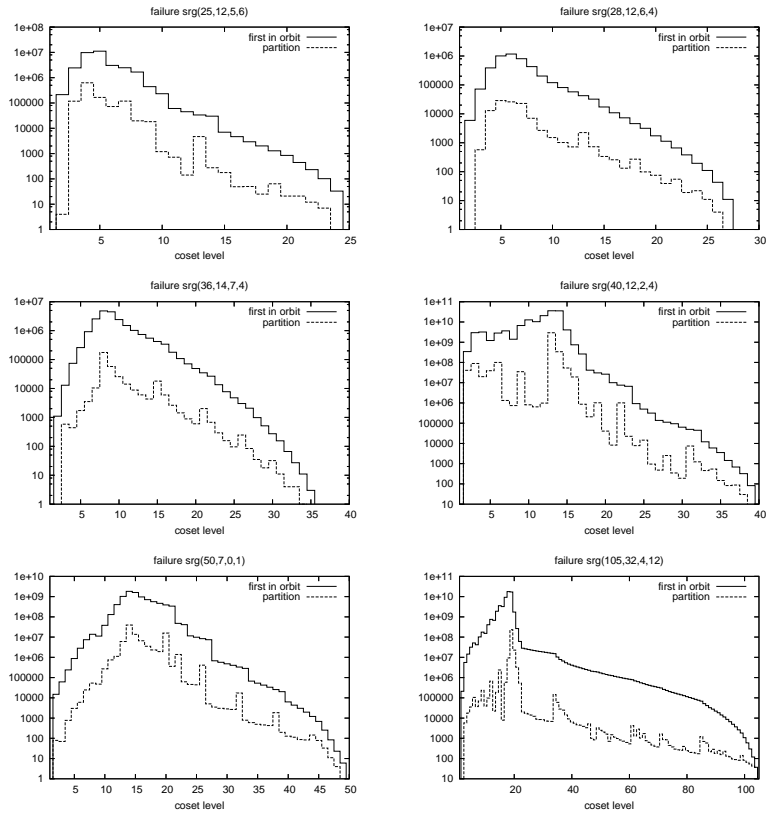 failure srg(25,12,5,6)
1e+08
1e+07
1e+06
100000
10000
1000
100
10
1
first in orbit
partition
5
10
15
20
25
coset level
failure srg(28,12,6,4)
1e+07
1e+06
100000
10000
1000
100
10
1
first in orbit
partition
5
10
15
20
25
30
coset level
failure srg(36,14,7,4)
1e+07
1e+06
100000
10000
1000
100
10
1
first in orbit
partition
5
10
15
20
25
30
35
40
coset level
failure srg(40,12,2,4)
1e+11
1e+10
1e+09
1e+08
1e+07
1e+06
100000
10000
1000
100
10
first in orbit
partition
5
10
15
20
25
30
35
40
coset level
failure srg(50,7,0,1)
1e+10
1e+09
1e+08
1e+07
1e+06
100000
10000
1000
100
10
1
first in orbit
partition
5
10
15
20
25
30
35
40
45
50
coset level
failure srg(105,32,4,12)
1e+11
1e+10
1e+09
1e+08
1e+07
1e+06
100000
10000
1000
100
10
first in orbit
partition
20
40
60
80
100
coset level